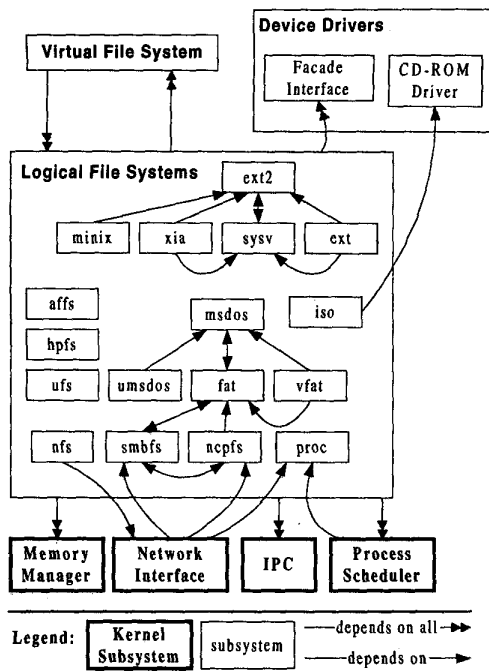 Virtual File System
Device Drivers
Facade
Interface
CD-ROM
Driver
Logical File Systems
ext2
minix
xia
sysv
ext
affs
hpfs
ufs
msdos
iso
umsdos
fat
vfat
nfs
smbfs
ncpfs
proc
Memory
Manager
Network
Interface
IPC
Process
Scheduler
Legend:
Kernel
Subsystem
subsystem
depends on all
depends on